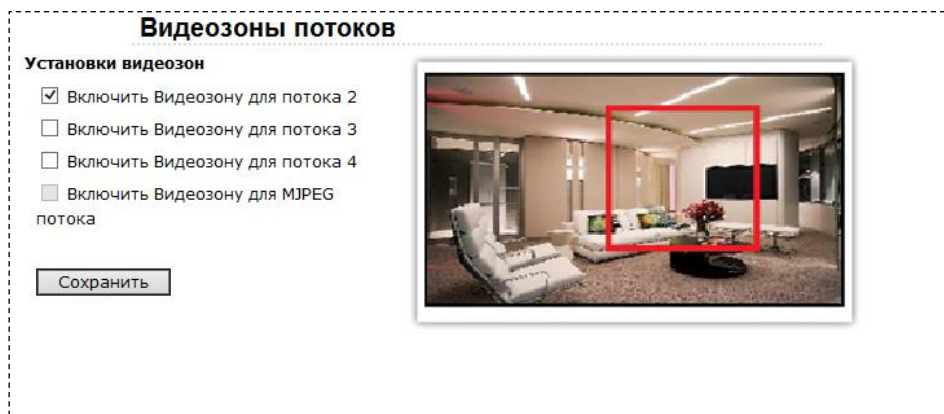 Видеозоны потоков
Установки видеозон
Включить Видеозону для потока 2
Включить Видеозону для потока 3
Включить Видеозону для потока 4
Включить Видеозону для MJPEG
потока
Сохранить